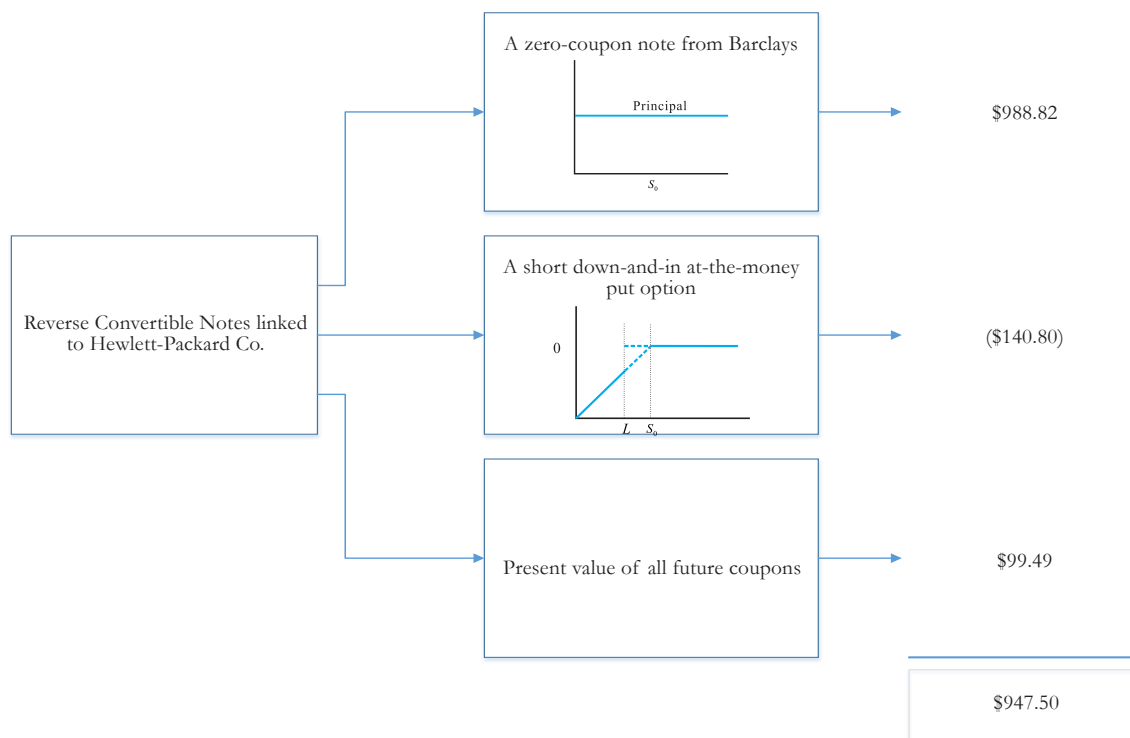 A zero-coupon note from Barclays
Principal
S₀
$988.82
Reverse Convertible Notes linked
to Hewlett-Packard Co.
A short down-and-in at-the-money
put option
0
L S₀
($140.80)
Present value of all future coupons
$99.49
$947.50